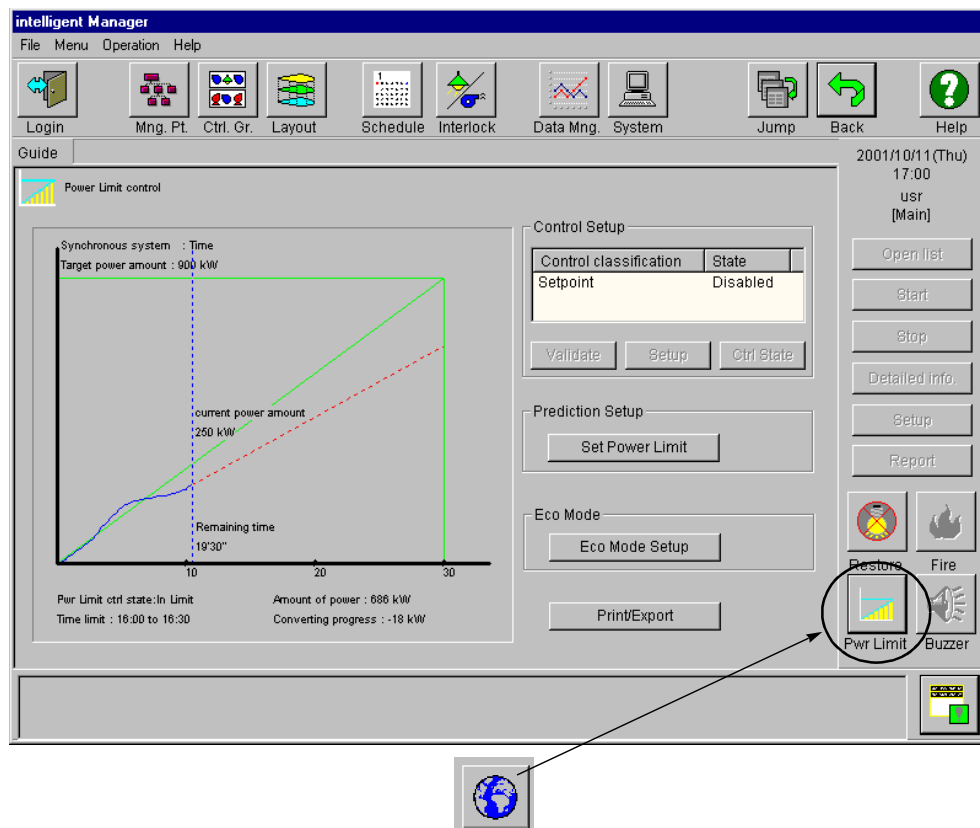 intelligent Manager
File Menu Operation Help
Login Mng. Pt. Ctrl. Gr. Layout Schedule Interlock Data Mng. System Jump Back Help
Guide
2001/10/11(Thu)
17:00
usr
[Main]
Power Limit control
Synchronous system : Time
Target power amount : 900 kW
current power amount
250 kW
Remaining time
19'30"
10 20 30
Pwr Limit ctrl state:In Limit
Amount of power : 686 kW
Time limit : 16:00 to 16:30
Converting progress : -18 kW
Control Setup
Control classification State
Setpoint Disabled
Validate Setup Ctrl State
Prediction Setup
Set Power Limit
Eco Mode
Eco Mode Setup
Print/Export
Open list
Start
Stop
Detailed info.
Setup
Report
Restore Fire
Pwr Limit Buzzer